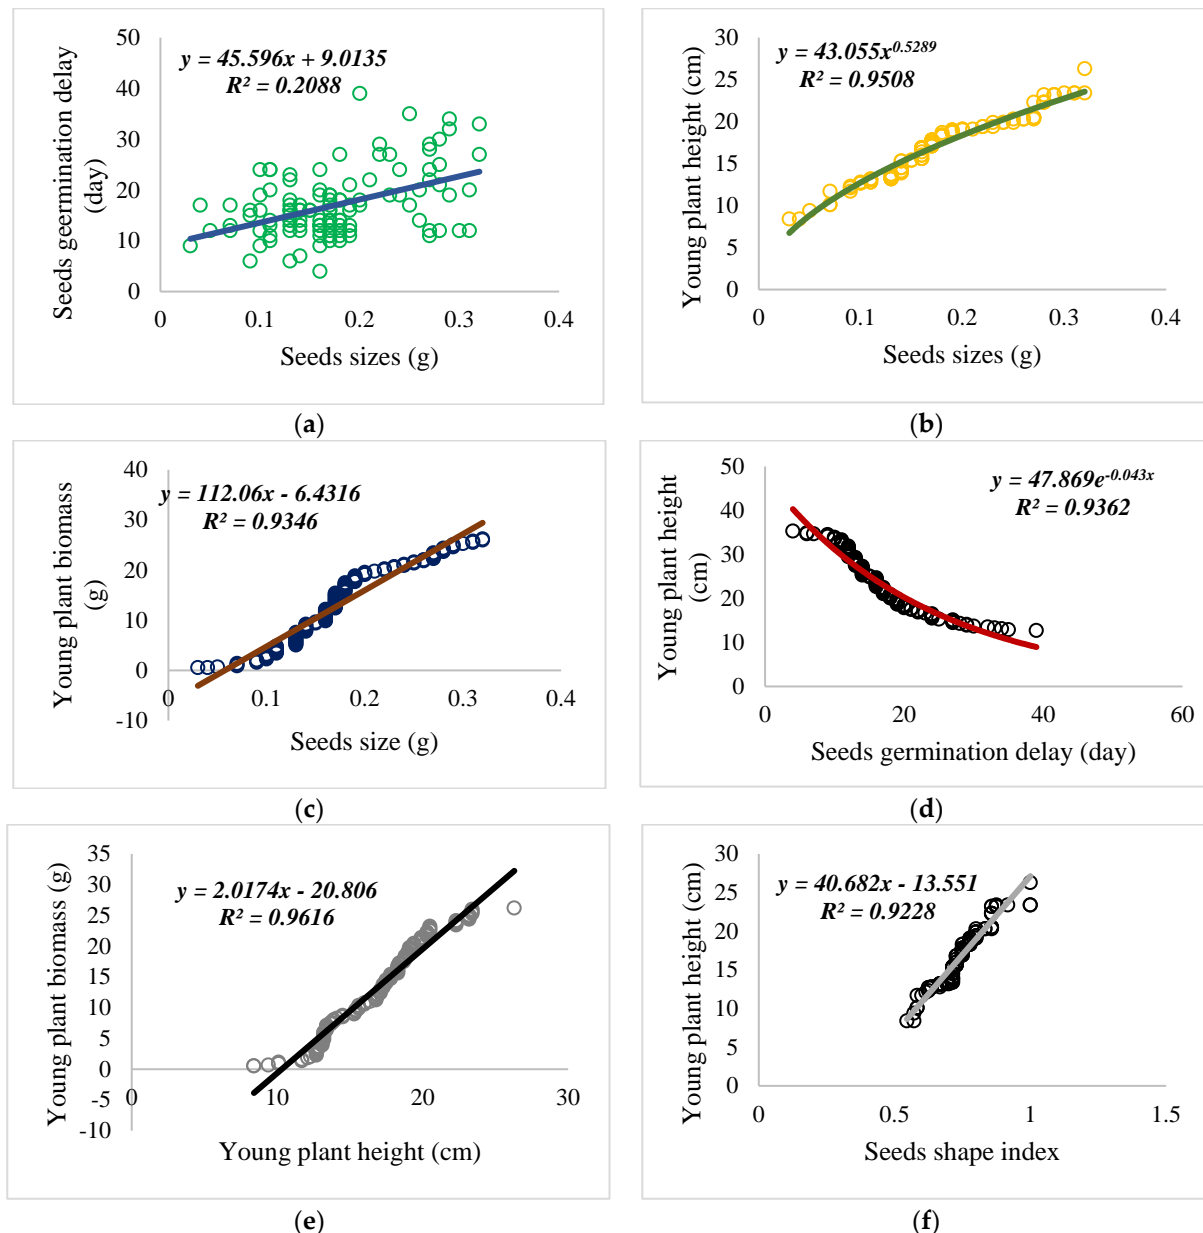 y = 45.596x + 9.0135
R² = 0.2088
Seeds geermination delay
(day)
50
40
30
20
10
0
0 0.1 0.2 0.3 0.4
Seeds sizes (g)
(a)
y = 43.055x^0.5289
R² = 0.9508
Young plant height (cm)
30
25
20
15
10
5
0
0 0.1 0.2 0.3 0.4
Seeds sizes (g)
(b)
y = 112.06x - 6.4316
R² = 0.9346
Young plant biomass
(g)
40
30
20
10
0
-10
0 0.1 0.2 0.3 0.4
Seeds size (g)
(c)
y = 47.869e^-0.043x
R² = 0.9362
Young plant height
(cm)
50
40
30
20
10
0
0 20 40 60
Seeds germination delay (day)
(d)
y = 2.0174x - 20.806
R² = 0.9616
Young plant biomass (g)
35
30
25
20
15
10
5
0
-5
-10
0 10 20 30
Young plant height (cm)
(e)
y = 40.682x - 13.551
R² = 0.9228
Young plant height (cm)
30
25
20
15
10
5
0
0 0.5 1 1.5
Seeds shape index
(f)